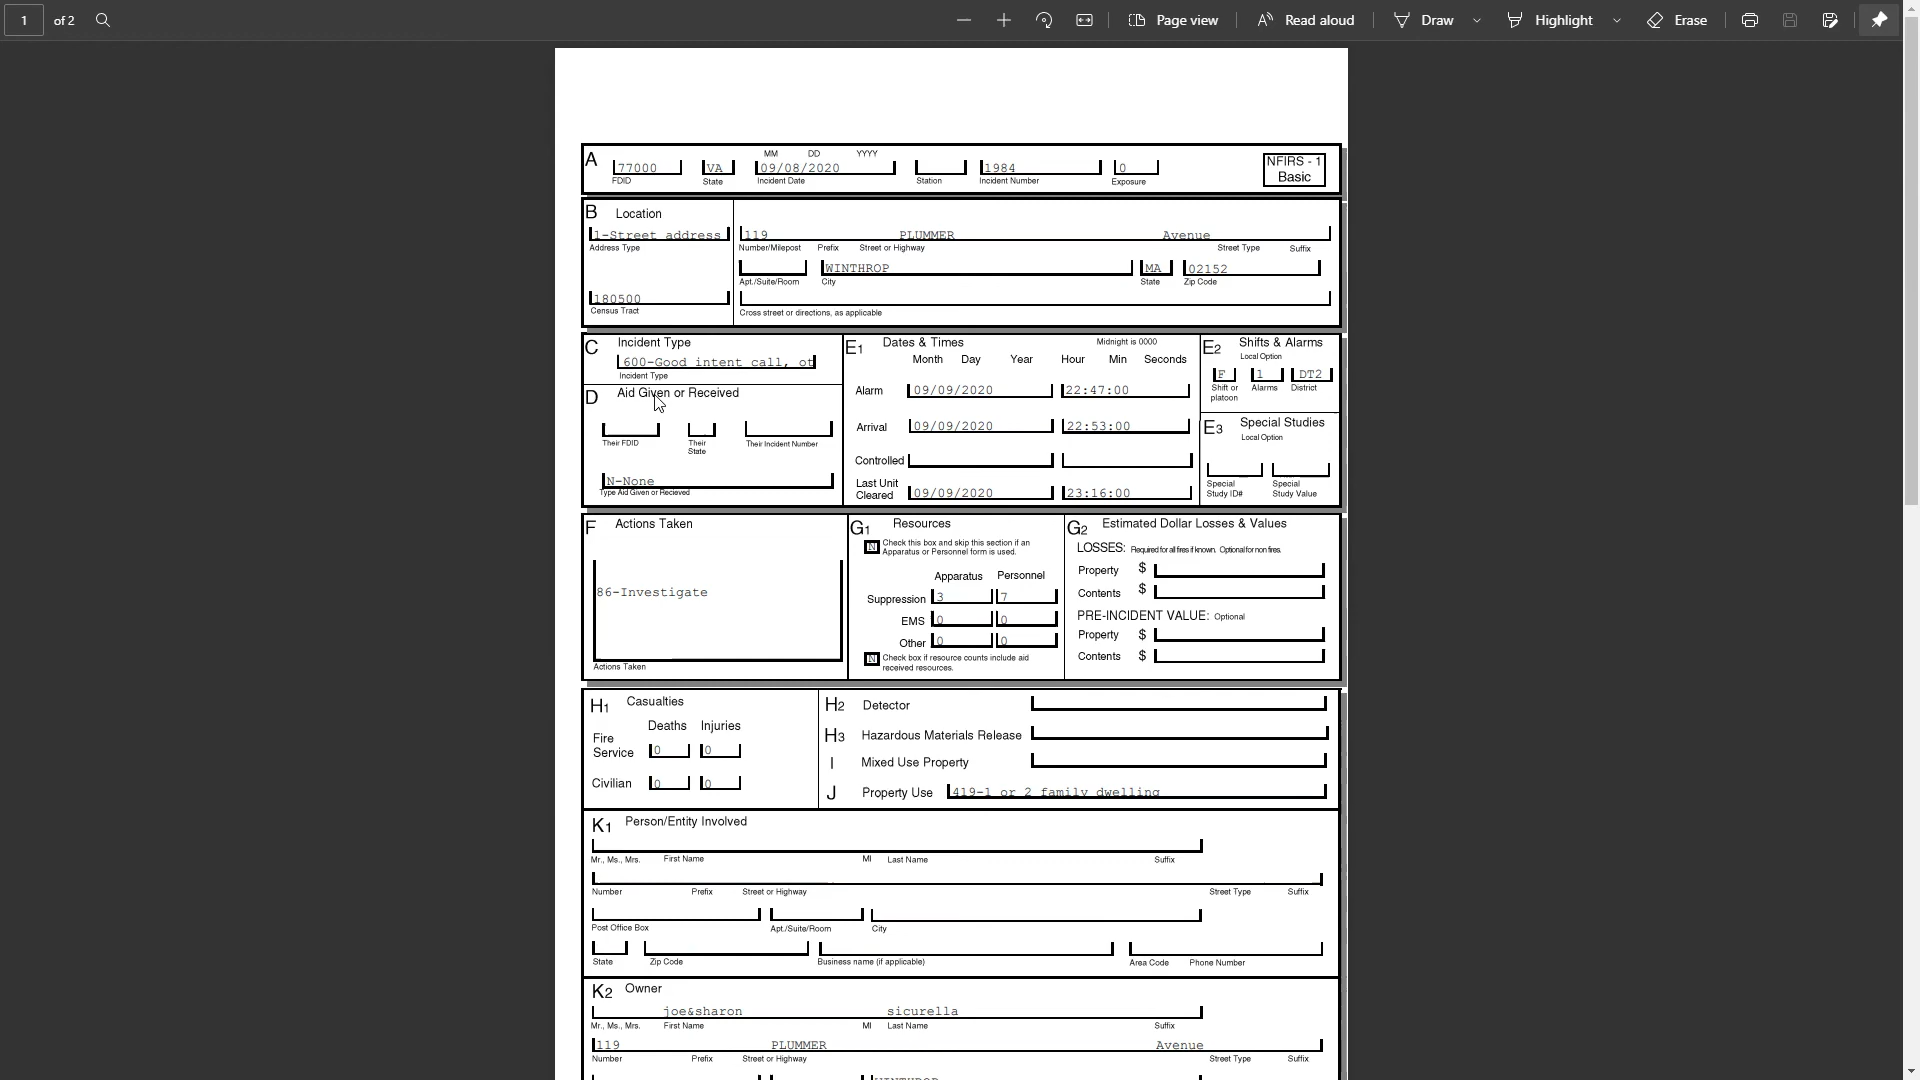 1 of 2 Page view Read aloud Draw Highlight Erase
A MM DD YYYY
77000 VA 09/08/2020 1984 0 NFIRS - 1
FDID State Incident Date Station Incident Number Exposure Basic
B Location
1-Street address 119 PLUMMER Avenue
Address Type Number/Milepost Prefix Street or Highway Street Type Suffix
WINTHROP MA 02152
Apt./Suite/Room City State Zip Code
180500
Census Tract Cross street or directions, as applicable
C Incident Type
600-Good intent call, ot
Incident Type
D Aid Given or Received
Their FDID Their State Their Incident Number
N-None
Type Aid Given or Recieved
E1 Dates & Times Midnight is 0000
Month Day Year Hour Min Seconds
Alarm 09/09/2020 22:47:00
Arrival 09/09/2020 22:53:00
Controlled
Last Unit
Cleared 09/09/2020 23:16:00
E2 Shifts & Alarms
Local Option
F 1 DT2
Shift or Alarms District
platoon
E3 Special Studies
Local Option
Special Special
Study ID# Study Value
F Actions Taken
86-Investigate
Actions Taken
G1 Resources
N Check this box and skip this section if an
Apparatus or Personnel form is used.
Apparatus Personnel
Suppression 3 7
EMS 0 0
Other 0 0
N Check box if resource counts include aid
received resources.
G2 Estimated Dollar Losses & Values
LOSSES: Required for all fires if known. Optional for non fires.
Property $
Contents $
PRE-INCIDENT VALUE: Optional
Property $
Contents $
H1 Casualties
Deaths Injuries
Fire
Service 0 0
Civilian 0 0
H2 Detector
H3 Hazardous Materials Release
I Mixed Use Property
J Property Use 419-1 or 2 family dwelling
K1 Person/Entity Involved
Mr., Ms., Mrs. First Name MI Last Name Suffix
Number Prefix Street or Highway Street Type Suffix
Post Office Box Apt./Suite/Room City
State Zip Code Business name (if applicable) Area Code Phone Number
K2 Owner
joe&sharon sicurella
Mr., Ms., Mrs. First Name MI Last Name Suffix
119 PLUMMER Avenue
Number Prefix Street or Highway Street Type Suffix
WINTHROP